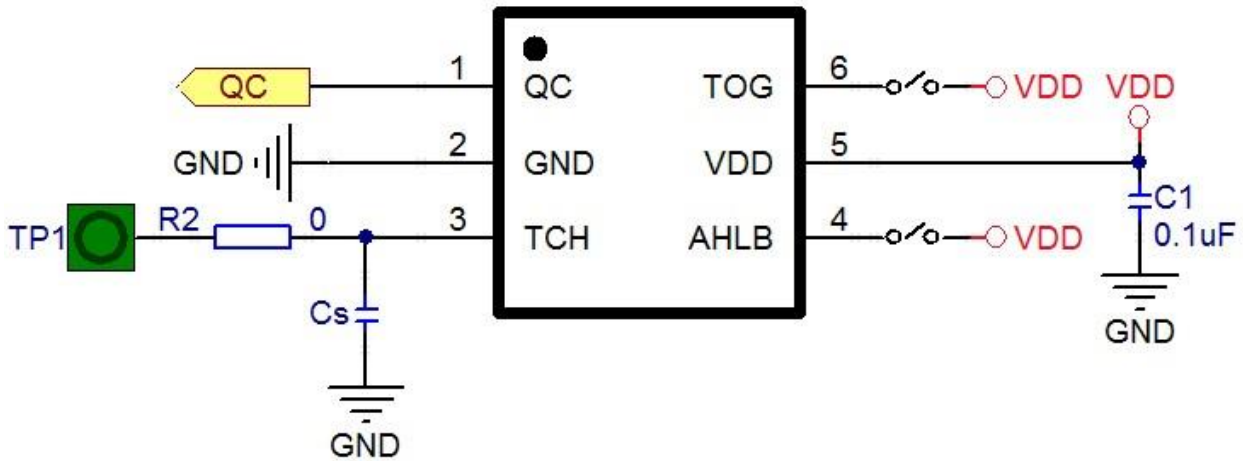 QC 1 QC TOG 6 VDD VDD
GND 2 GND VDD 5
TP1 R2 0 3 TCH AHLB 4 VDD C1
0.1uF
Cs
GND
GND